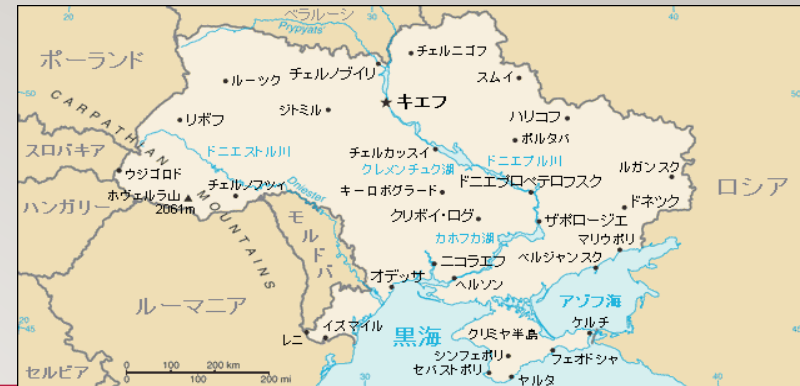 ベラルーシ
30
40
Prypyats
ポーランド
チェルニゴフ
チェルノブイリ
ルーツク
スムイ
50
50
CARPATHIAN MOUNTAINS
キエフ
ジトミル
リボフ
ハリコフ
ポルタバ
スロバキア
ドニエストル川
チェルカッスイ
ドニエプル川
クレメンチュク湖
ルガンスク
ウジゴロド
チェルノフツィ
Dniester
キーロボグラード
ドニエプロペテロフスク
ロシア
ホヴェルラ山
2061m
ハンガリー
ドネツク
モルドバ
クリボイ・ログ
ザポロージエ
マリウポリ
カホフカ湖
ベルジャンスク
ニコラエフ
オデッサ
ヘルソン
ルーマニア
アゾフ海
イズマイル
レニ
黒海
クリミヤ半島
ケルチ
45
45
シンフェポリ
フェオドシャ
セバストポリ
ヤルタ
セルビア
0 100 200 km
0 100 200 mi
30
40